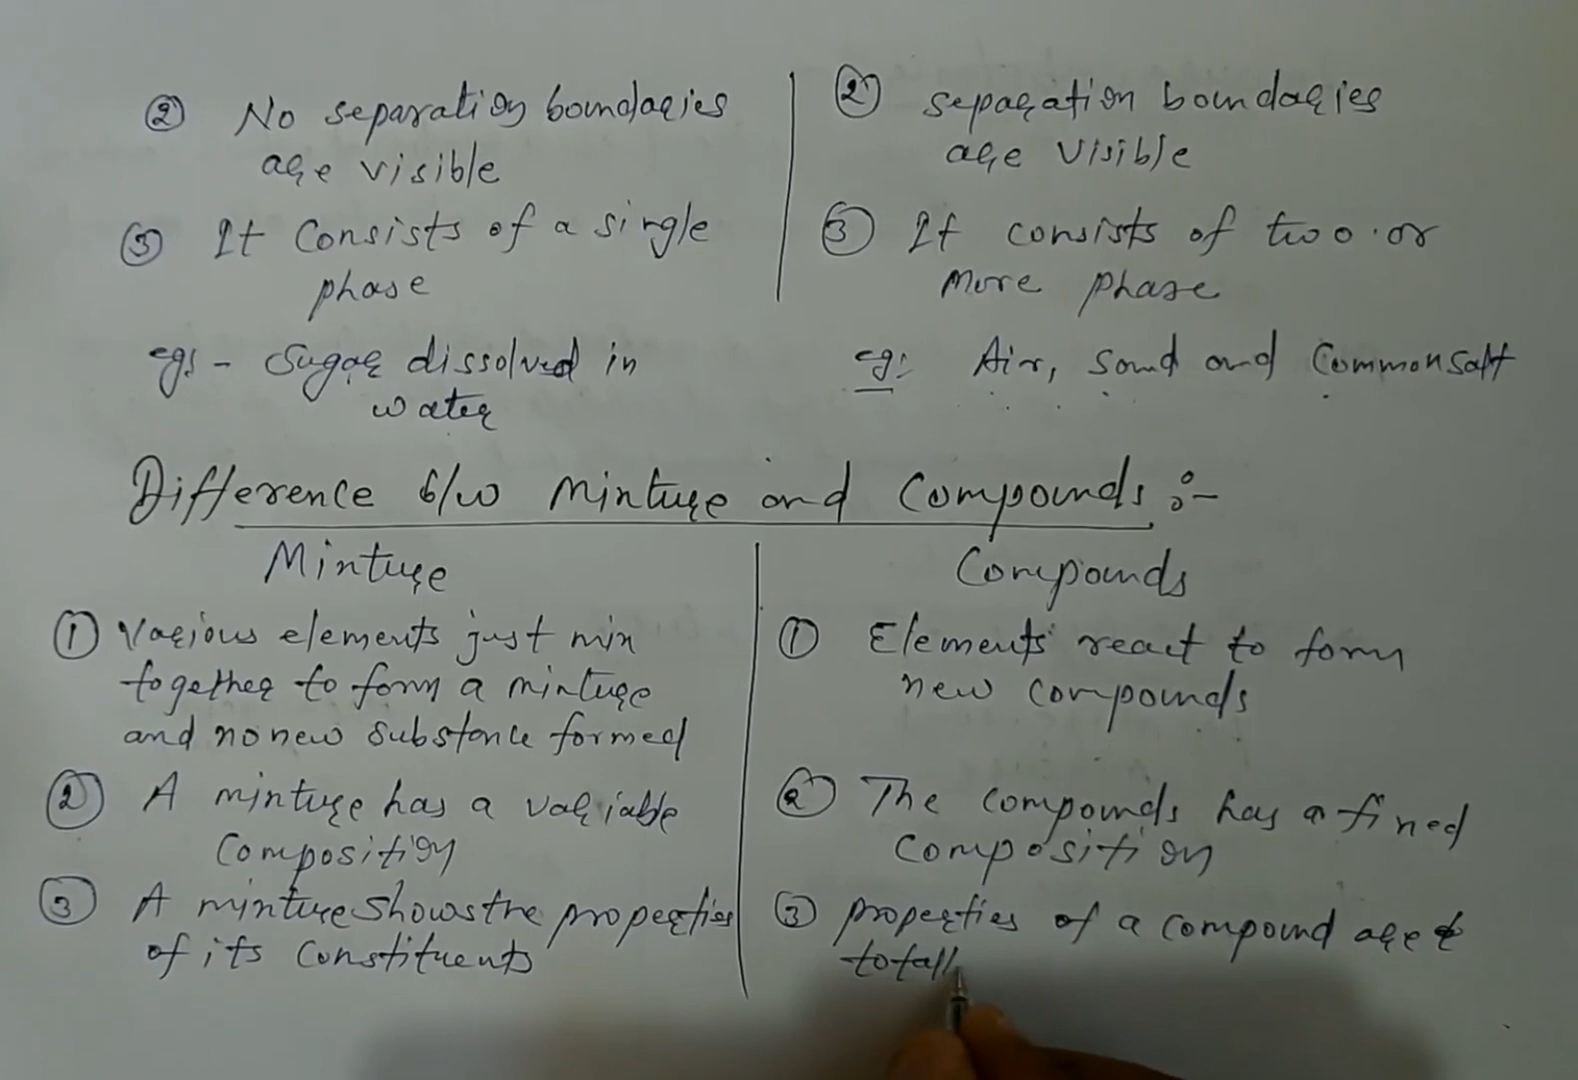 ② No separation boundaries
are visible
③ It consists of a single
phase
eg:- Sugar dissolved in
water
② separation boundaries
are visible
③ It consists of two or
more phase
eg: Air, Sand and Common salt
Difference b/w Mixture and Compounds :-
Mixture
① Various elements just mix
together to form a mixture
and no new substance formed
② A mixture has a variable
composition
③ A mixture shows the properties
of its constituents
Compounds
① Elements react to form
new compounds
② The compounds has a fixed
composition
③ properties of a compound are
totall